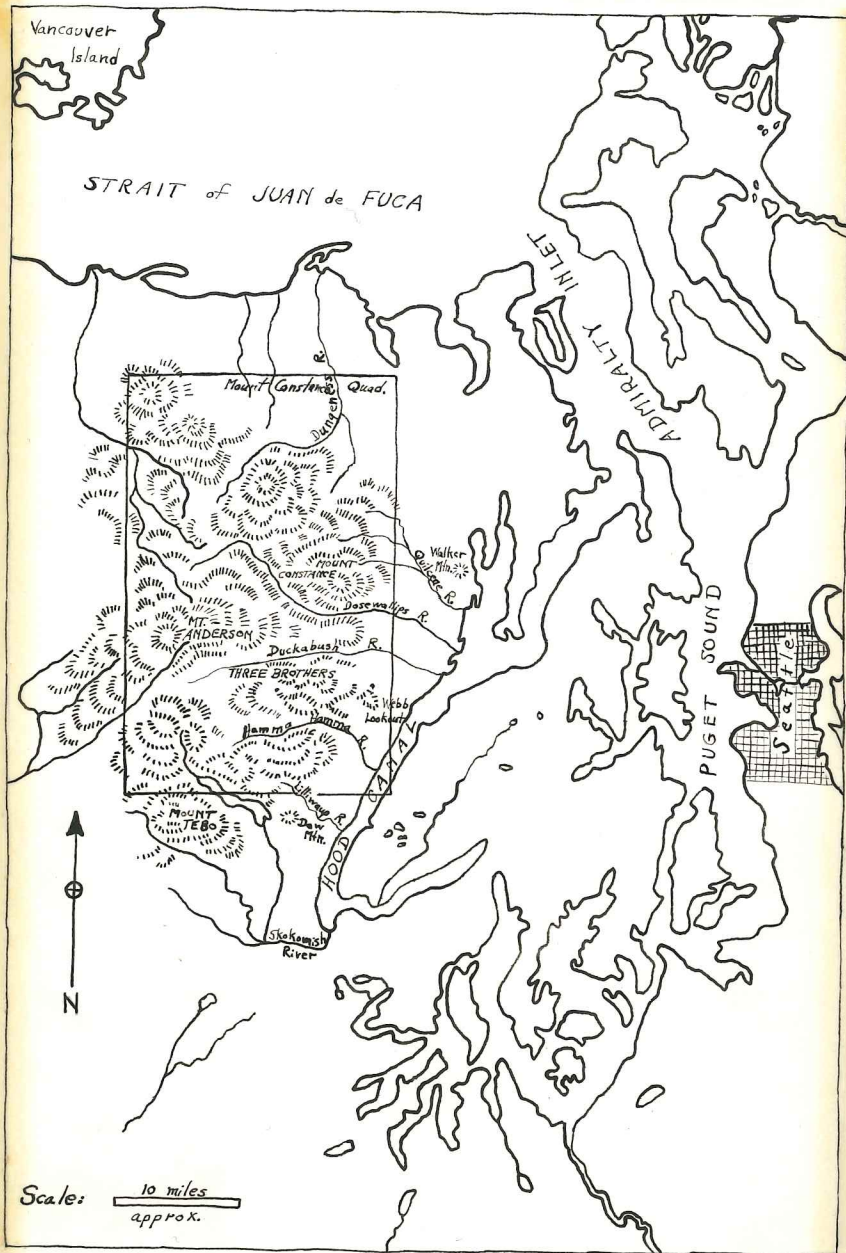 Vancouver
Island
STRAIT of JUAN de FUCA
ADMIRALTY INLET
Mount Constance Quad.
Dungeness R.
Walker
Mtn.
Quilcene R.
MOUNT
CONSTANCE
Dosewallips R.
MT.
ANDERSON
Duckabush R.
THREE BROTHERS
Webb
Lookout
Hamma Hamma R.
PUGET SOUND
Seattle
Lilliwaup R.
MOUNT
TEBO
Dow
Mtn.
HOOD CANAL
Skokomish
River
N
Scale: 10 miles
approx.